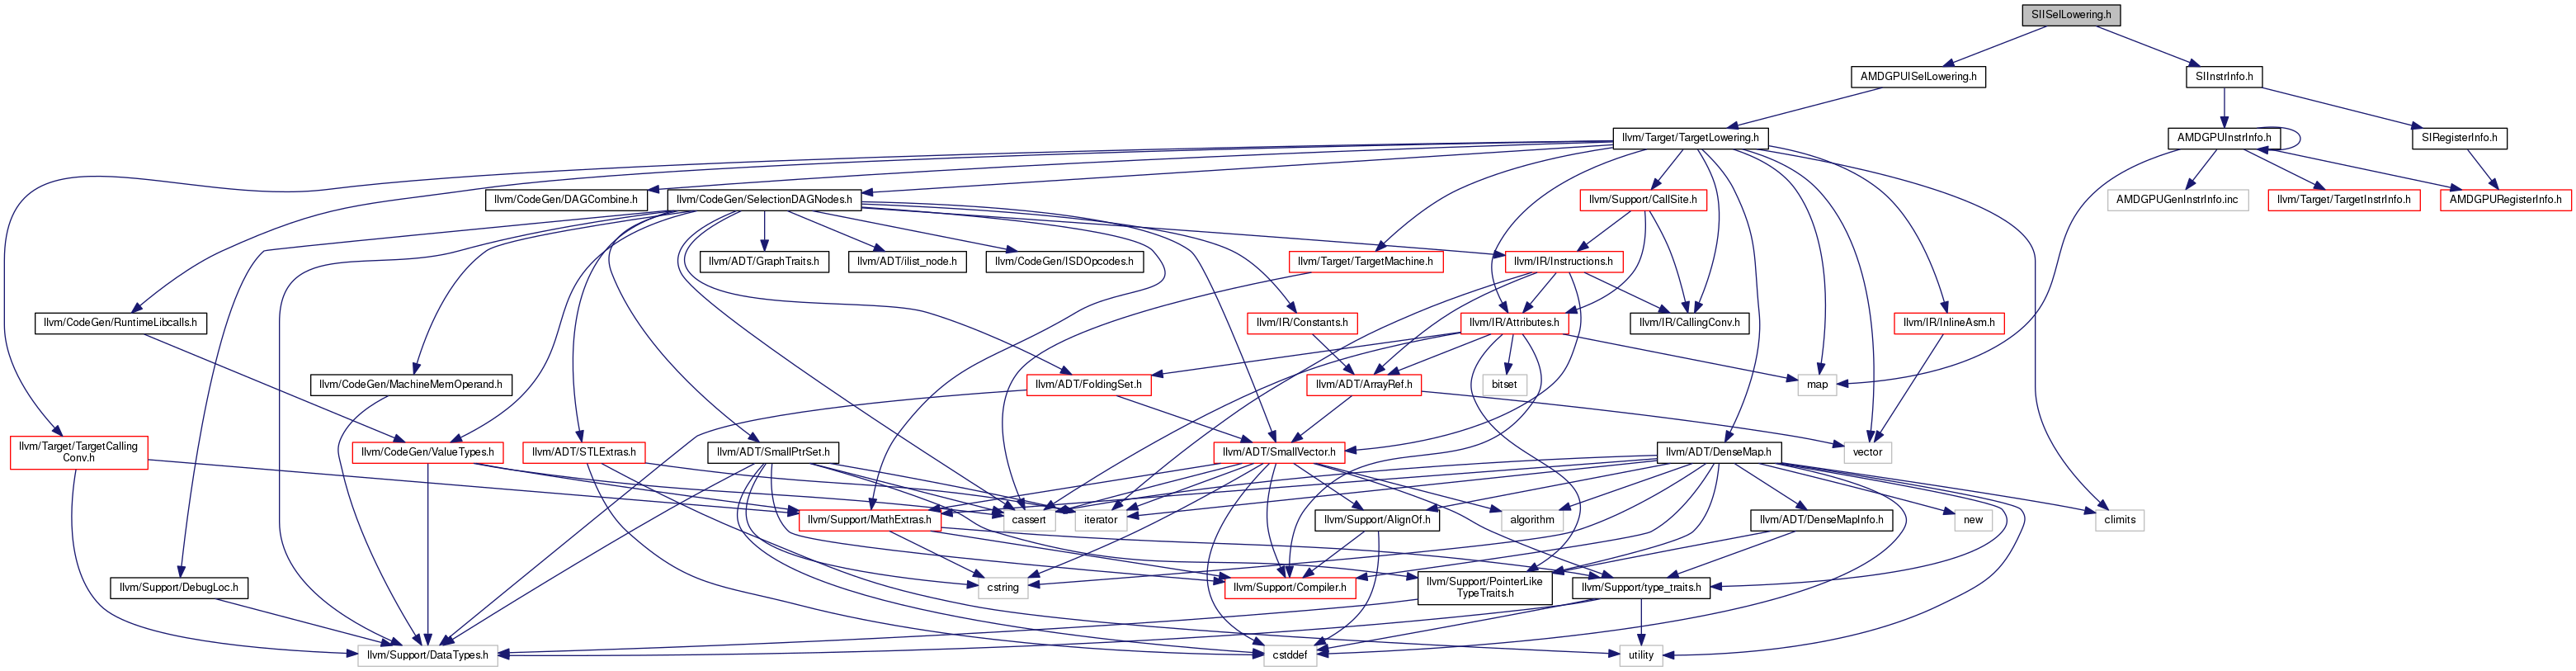 SIISelLowering.h
AMDGPUISelLowering.h
SIInstrInfo.h
llvm/Target/TargetLowering.h
AMDGPUInstrInfo.h
SIRegisterInfo.h
llvm/CodeGen/DAGCombine.h
llvm/CodeGen/SelectionDAGNodes.h
llvm/Support/CallSite.h
AMDGPUGenInstrInfo.inc
llvm/Target/TargetInstrInfo.h
AMDGPURegisterInfo.h
llvm/ADT/GraphTraits.h
llvm/ADT/ilist_node.h
llvm/CodeGen/ISDOpcodes.h
llvm/Target/TargetMachine.h
llvm/IR/Instructions.h
llvm/CodeGen/RuntimeLibcalls.h
llvm/IR/Constants.h
llvm/IR/Attributes.h
llvm/IR/CallingConv.h
llvm/IR/InlineAsm.h
llvm/CodeGen/MachineMemOperand.h
llvm/ADT/FoldingSet.h
llvm/ADT/ArrayRef.h
bitset
map
llvm/Target/TargetCalling
Conv.h
llvm/CodeGen/ValueTypes.h
llvm/ADT/STLExtras.h
llvm/ADT/SmallPtrSet.h
llvm/ADT/SmallVector.h
llvm/ADT/DenseMap.h
vector
llvm/Support/MathExtras.h
cassert
iterator
llvm/Support/AlignOf.h
algorithm
llvm/ADT/DenseMapInfo.h
new
climits
llvm/Support/DebugLoc.h
cstring
llvm/Support/Compiler.h
llvm/Support/PointerLike
TypeTraits.h
llvm/Support/type_traits.h
llvm/Support/DataTypes.h
cstddef
utility